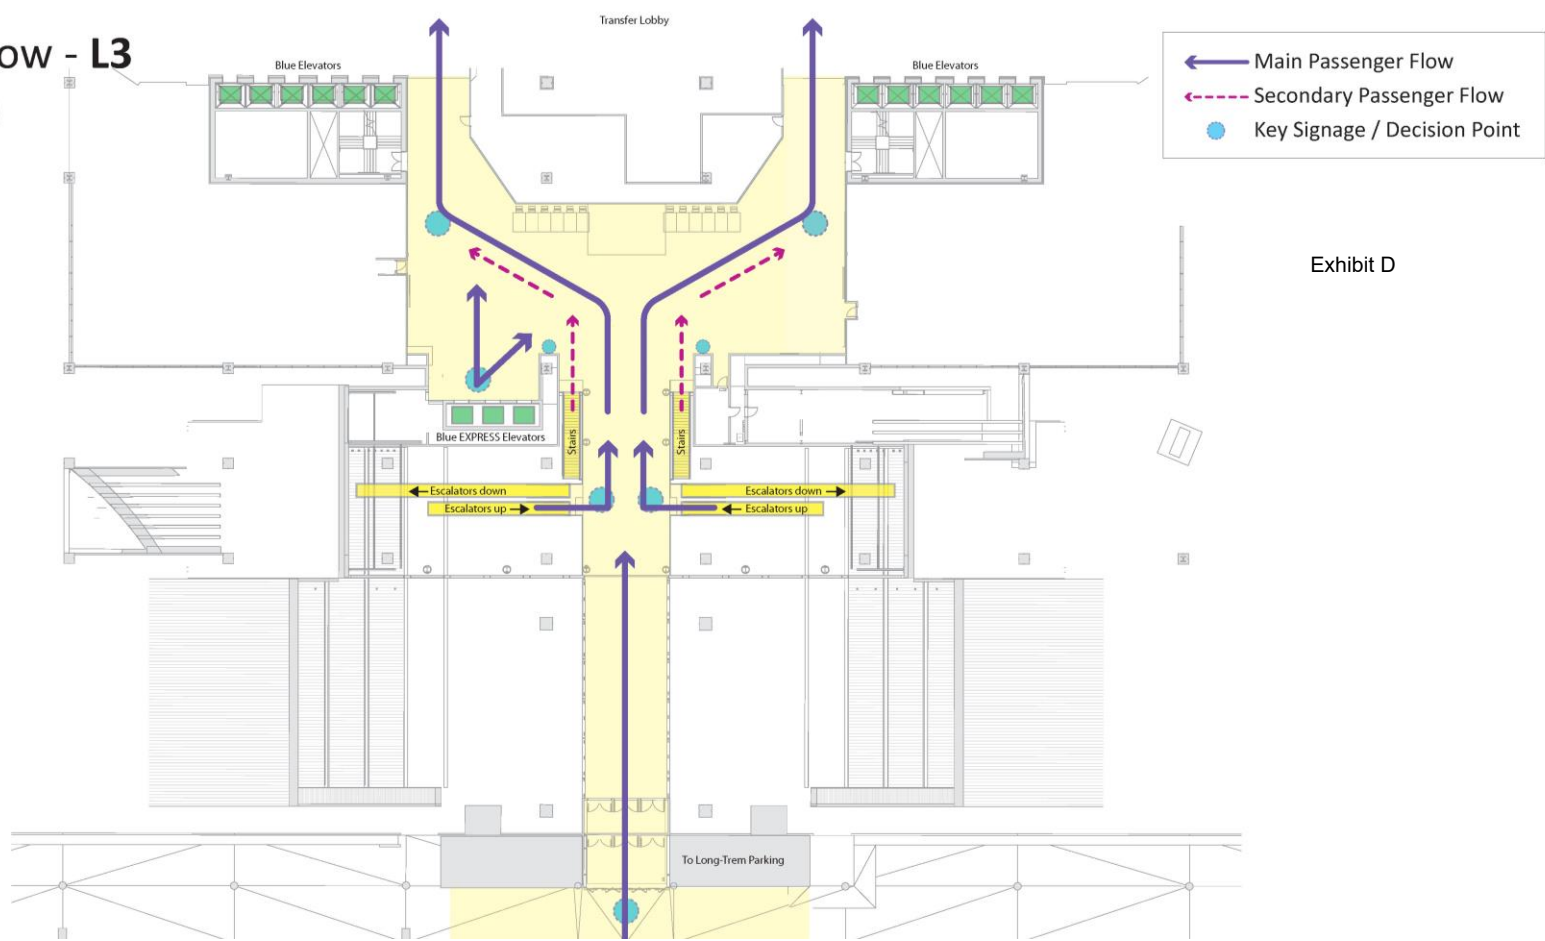 ow - L3
Transfer Lobby
Blue Elevators
Blue Elevators
Main Passenger Flow
Secondary Passenger Flow
Key Signage / Decision Point
Exhibit D
Blue EXPRESS Elevators
Stairs
Stairs
Escalators down
Escalators down
Escalators up
Escalators up
To Long-Trem Parking